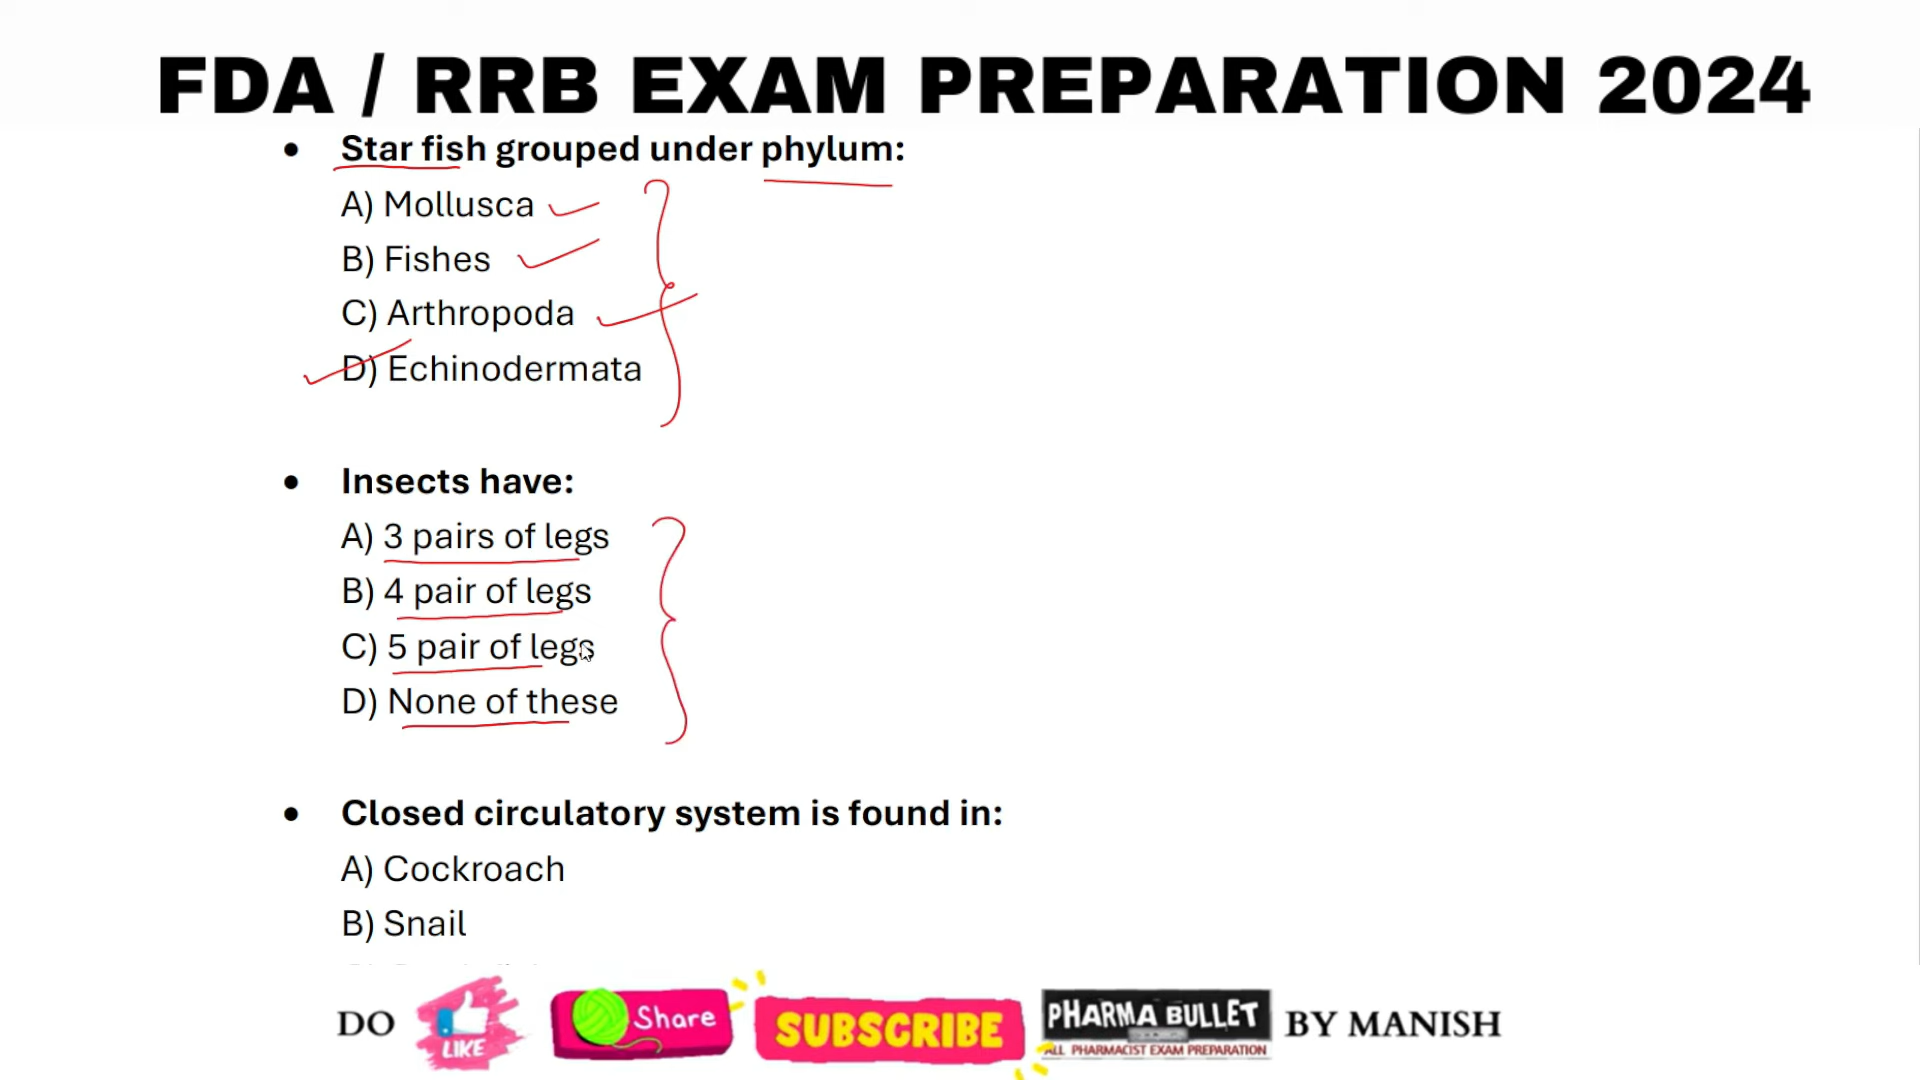 FDA / RRB EXAM PREPARATION 2024
• Star fish grouped under phylum:
A) Mollusca
B) Fishes
C) Arthropoda
D) Echinodermata
• Insects have:
A) 3 pairs of legs
B) 4 pair of legs
C) 5 pair of legs
D) None of these
• Closed circulatory system is found in:
A) Cockroach
B) Snail
DO LIKE Share SUBSCRIBE PHARMA BULLET BY MANISH
ALL PHARMACIST EXAM PREPARATION